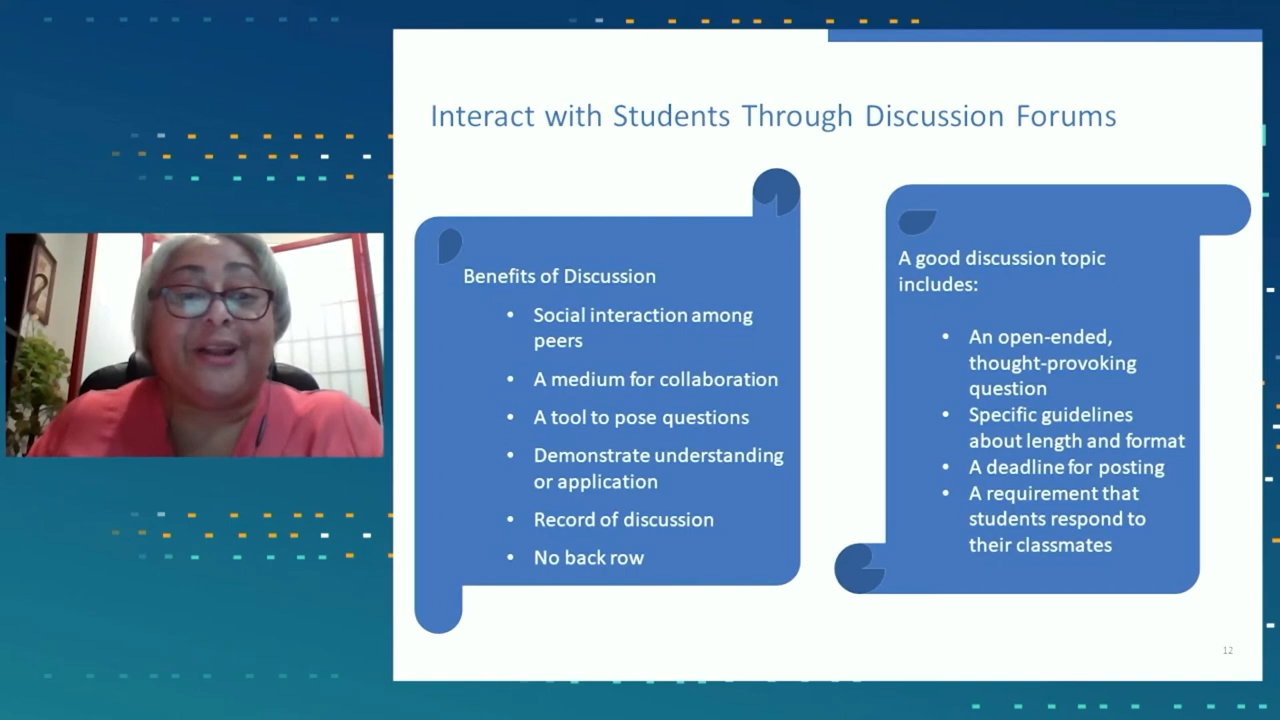 Interact with Students Through Discussion Forums
Benefits of Discussion
• Social interaction among
peers
• A medium for collaboration
• A tool to pose questions
• Demonstrate understanding
or application
• Record of discussion
• No back row
A good discussion topic
includes:
• An open-ended,
thought-provoking
question
• Specific guidelines
about length and format
• A deadline for posting
• A requirement that
students respond to
their classmates
12